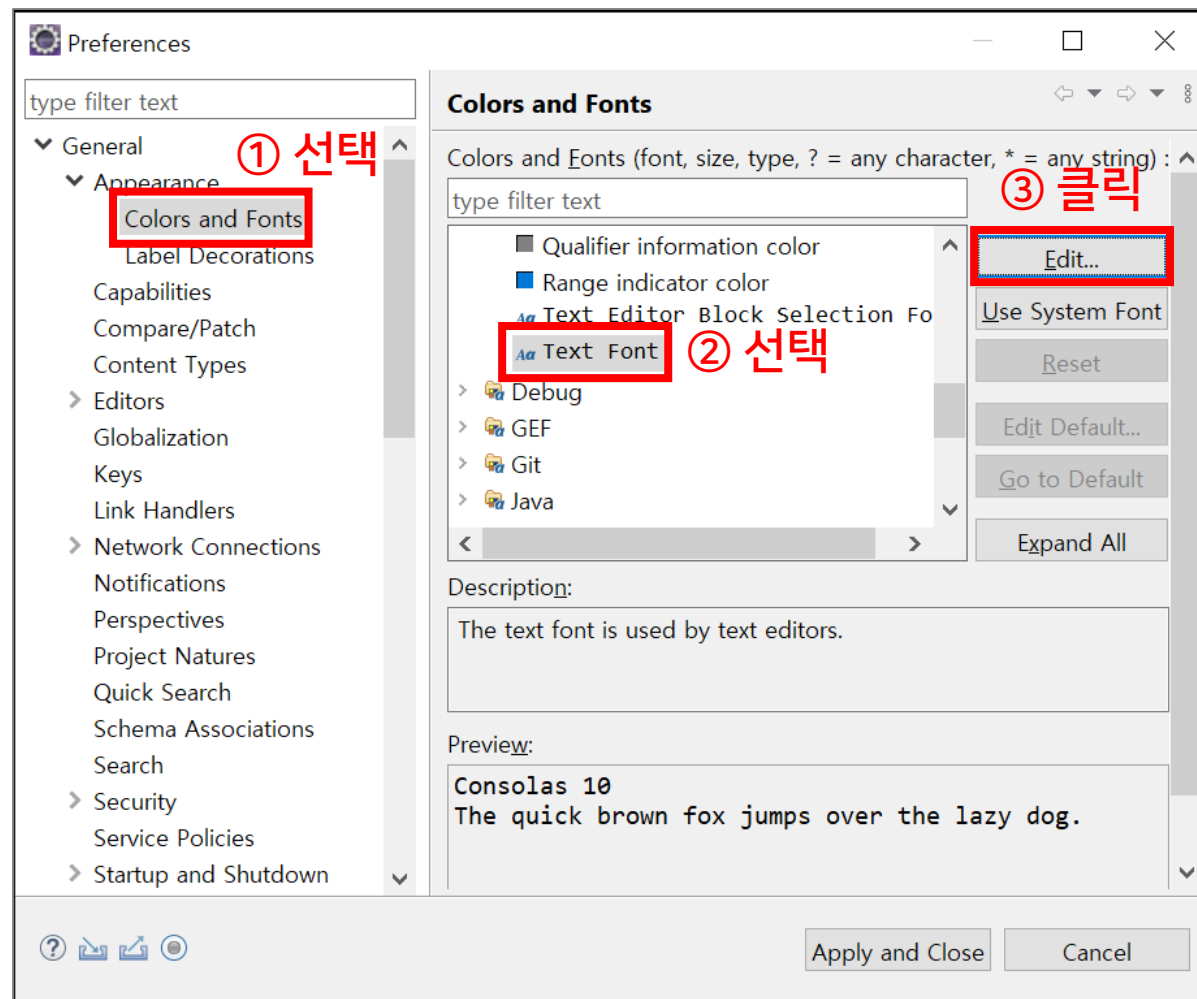 Preferences
type filter text
General
① 선택
Appearance
Colors and Fonts
Label Decorations
Capabilities
Compare/Patch
Content Types
Editors
Globalization
Keys
Link Handlers
Network Connections
Notifications
Perspectives
Project Natures
Quick Search
Schema Associations
Search
Security
Service Policies
Startup and Shutdown
Colors and Fonts
Colors and Fonts (font, size, type, ? = any character, * = any string) :
③ 클릭
type filter text
Qualifier information color
Range indicator color
Aa Text Editor Block Selection Fo
Aa Text Font
② 선택
Debug
GEF
Git
Java
Edit...
Use System Font
Reset
Edit Default...
Go to Default
Expand All
Description:
The text font is used by text editors.
Preview:
Consolas 10
The quick brown fox jumps over the lazy dog.
Apply and Close
Cancel